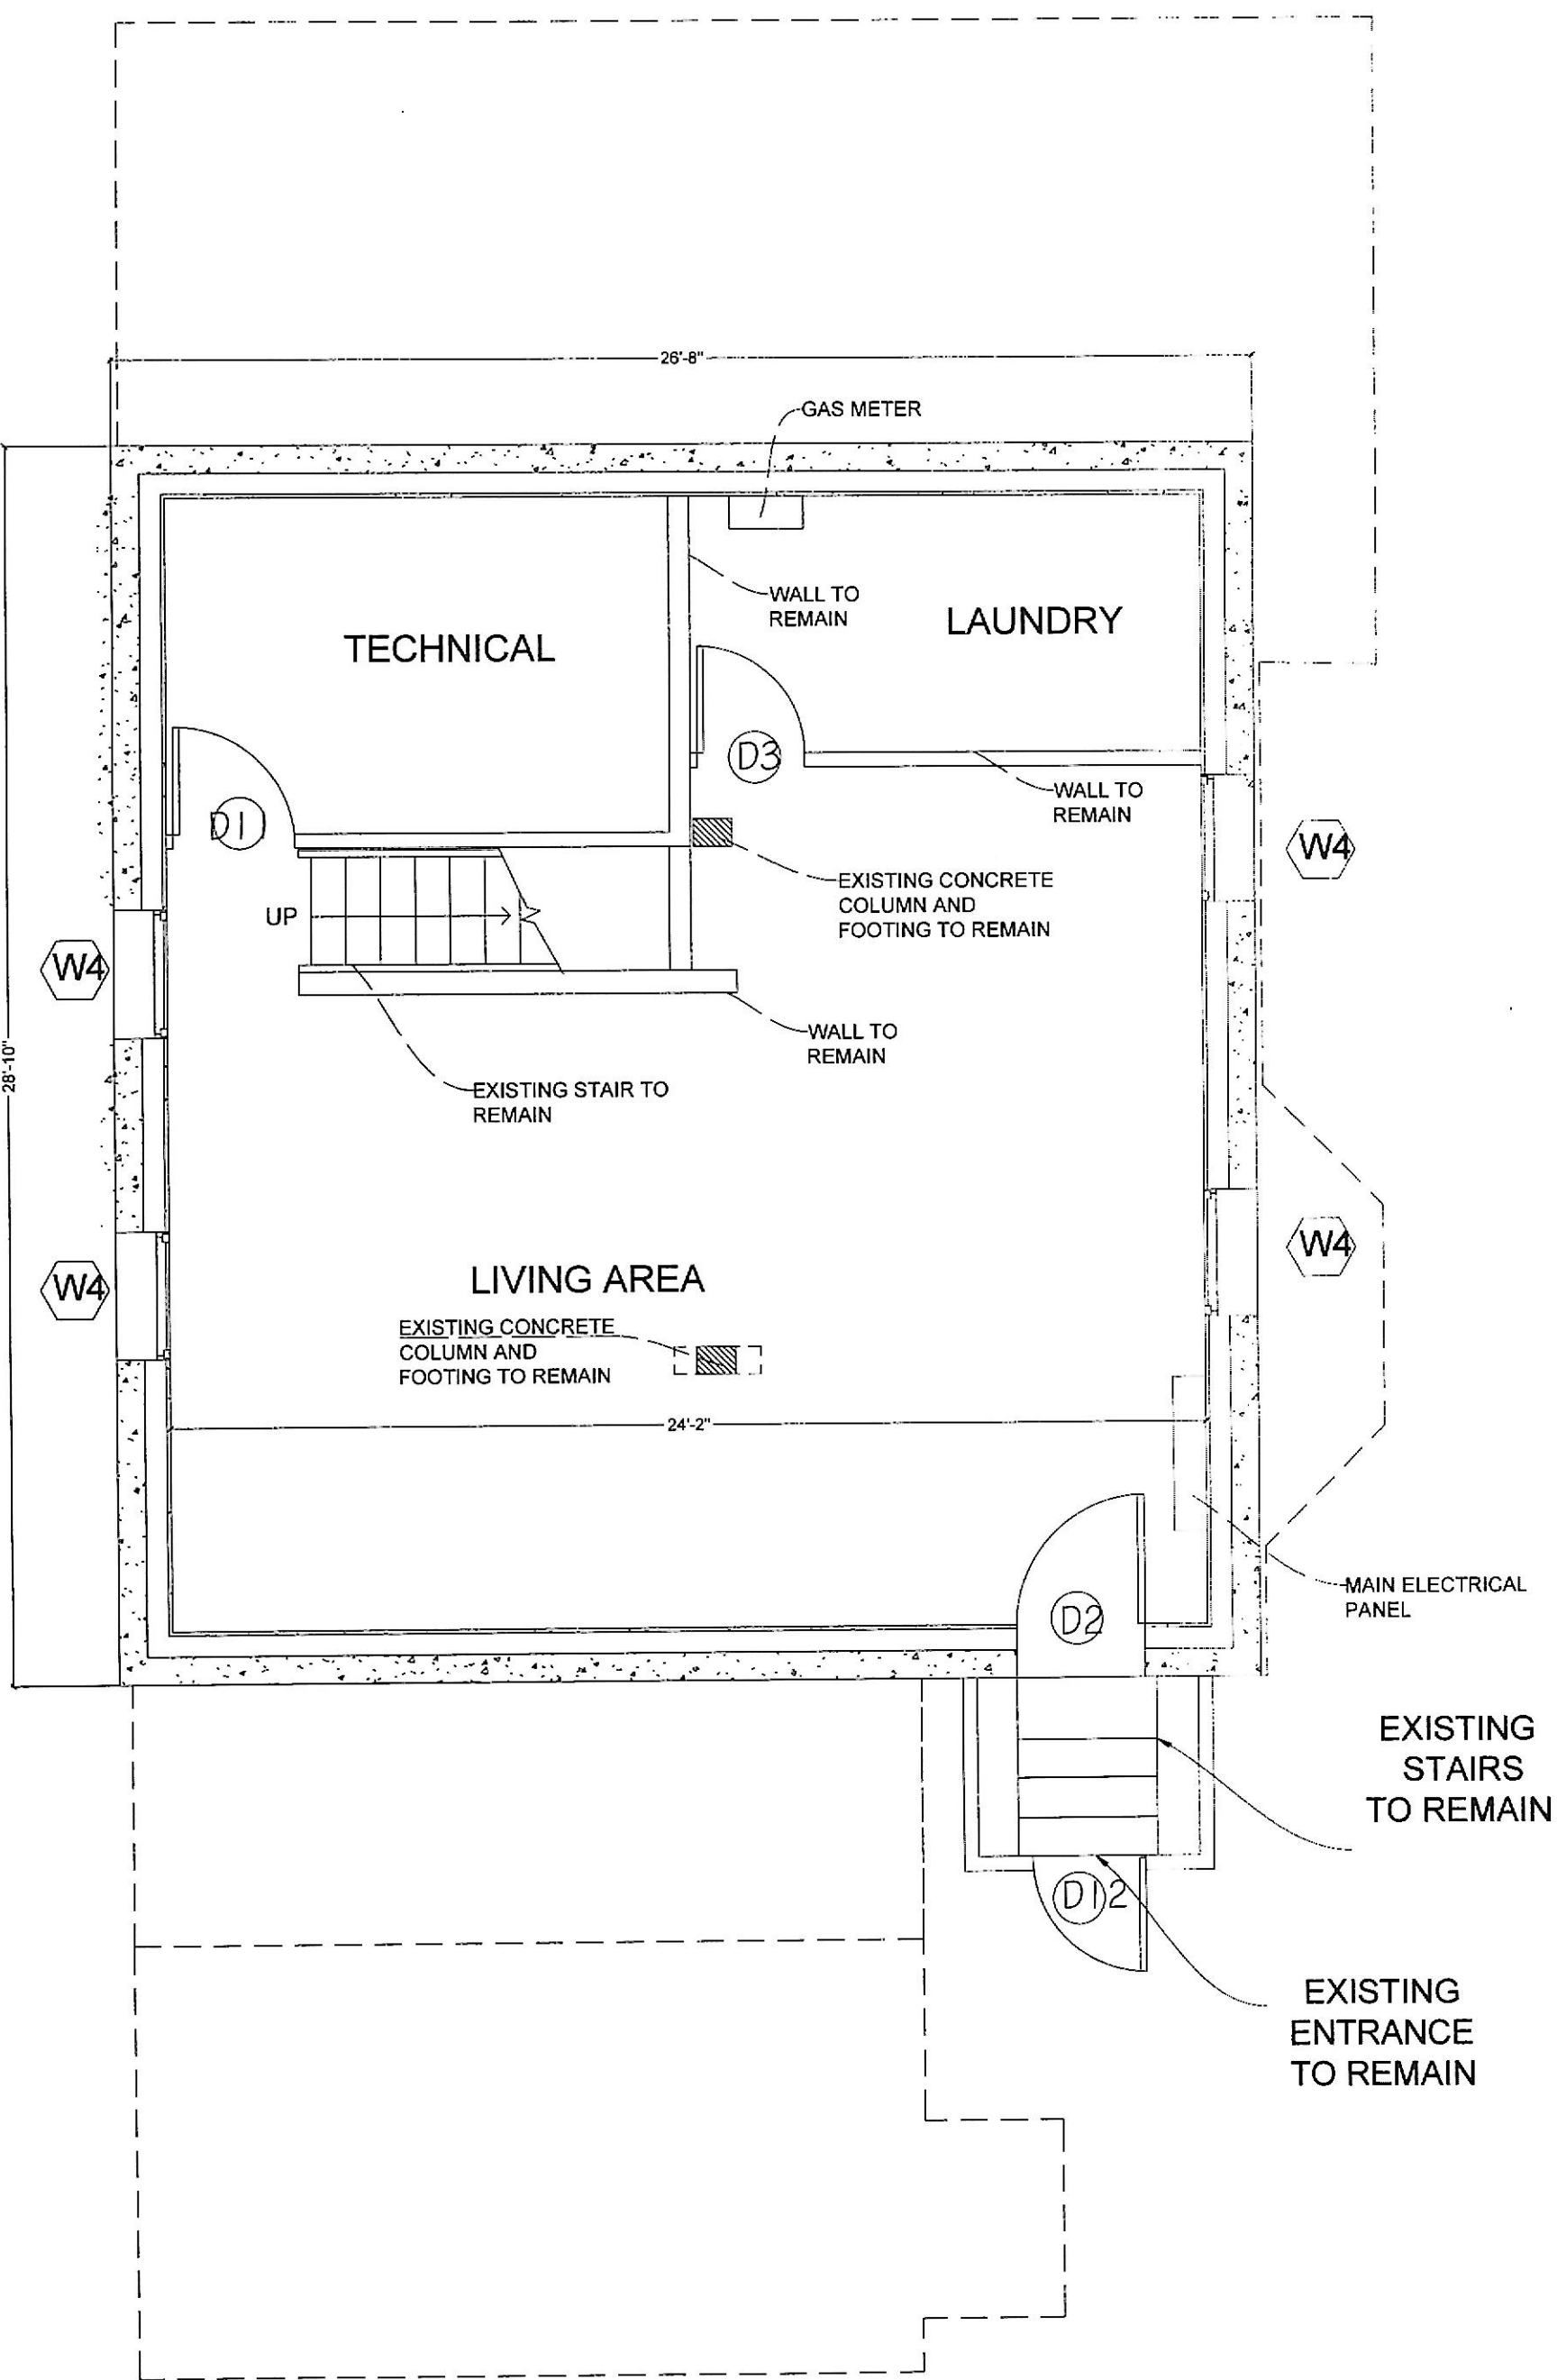 26'-8"
GAS METER
WALL TO
REMAIN
LAUNDRY
TECHNICAL
D3
WALL TO
REMAIN
D1
W4
EXISTING CONCRETE
COLUMN AND
FOOTING TO REMAIN
UP
W4
WALL TO
REMAIN
28'-10"
EXISTING STAIR TO
REMAIN
W4
LIVING AREA
W4
EXISTING CONCRETE
COLUMN AND
FOOTING TO REMAIN
24'-2"
MAIN ELECTRICAL
PANEL
D2
EXISTING
STAIRS
TO REMAIN
D12
EXISTING
ENTRANCE
TO REMAIN